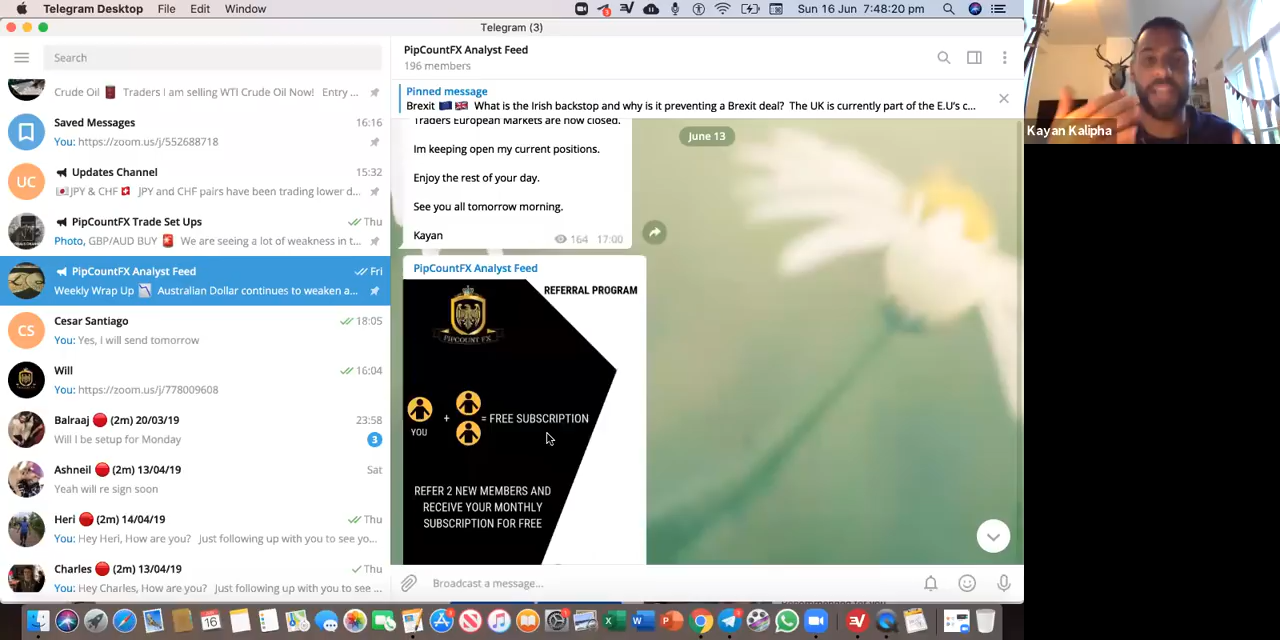 Telegram Desktop File Edit Window
3
Sun 16 Jun 7:48:20 pm
Telegram (3)
Search
Crude Oil 🛢 Traders I am selling WTI Crude Oil Now! Entry ...
Saved Messages 16:16
You: https://zoom.us/j/552688718
UC
Updates Channel 15:32
🇯🇵JPY & CHF🇨🇭 JPY and CHF pairs have been trading lower d...
PipCountFX Trade Set Ups Thu
Photo, GBP/AUD BUY 🚨 We are seeing a lot of weakness in t...
PipCountFX Analyst Feed Fri
Weekly Wrap Up 📉 Australian Dollar continues to weaken a...
CS
Cesar Santiago 18:05
You: Yes, I will send tomorrow
Will 16:04
You: https://zoom.us/j/778009608
Balraaj 🔴 (2m) 20/03/19 23:58
Will I be setup for Monday 3
Ashneil 🔴 (2m) 13/04/19 Sat
Yeah will re sign soon
Heri 🔴 (2m) 14/04/19 Thu
You: Hey Heri, How are you? Just following up with you to see yo...
Charles 🔴 (2m) 13/04/19 Thu
You: Hey Charles, How are you? Just following up with you to see ...
PipCountFX Analyst Feed
196 members
Pinned message
Brexit 🇪🇺 🇬🇧 What is the Irish backstop and why is it preventing a Brexit deal? The UK is currently part of the E.U's c...
Traders European Markets are now closed.
Im keeping open my current positions.
Enjoy the rest of your day.
See you all tomorrow morning.
Kayan
164 17:00
June 13
PipCountFX Analyst Feed
REFERRAL PROGRAM
PIPCOUNT FX
YOU
+
= FREE SUBSCRIPTION
REFER 2 NEW MEMBERS AND
RECEIVE YOUR MONTHLY
SUBSCRIPTION FOR FREE
Broadcast a message...
Kayan Kalipha